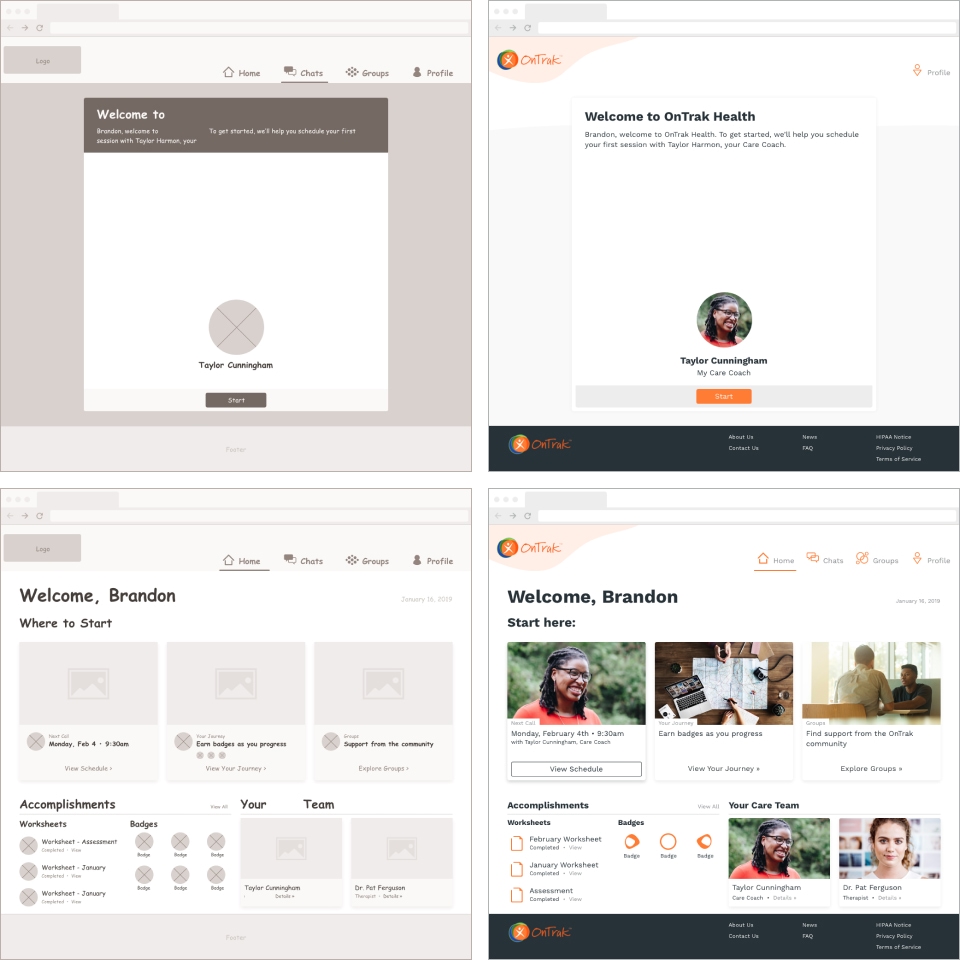 Logo
Home
Chats
Groups
Profile
Welcome to
Brandon, welcome to To get started, we'll help you schedule your first
session with Taylor Harmon, your
Taylor Cunningham
Start
Footer
OnTrak
Profile
Welcome to OnTrak Health
Brandon, welcome to OnTrak Health. To get started, we'll help you schedule
your first session with Taylor Harmon, your Care Coach.
Taylor Cunningham
My Care Coach
Start
OnTrak
About Us
Contact Us
News
FAQ
HIPAA Notice
Privacy Policy
Terms of Service
Logo
Home
Chats
Groups
Profile
Welcome, Brandon
January 16, 2019
Where to Start
Next Call
Monday, Feb 4 • 9:30am
View Schedule >
Your Journey
Earn badges as you progress
View Your Journey >
Groups
Support from the community
Explore Groups >
Accomplishments
View All
Worksheets
Worksheet - Assessment
Completed • View
Worksheet - January
Completed • View
Worksheet - January
Completed • View
Badges
Badge
Badge
Badge
Badge
Badge
Badge
Your Team
Taylor Cunningham
• Details »
Dr. Pat Ferguson
Therapist • Details »
Footer
OnTrak
Home
Chats
Groups
Profile
Welcome, Brandon
January 16, 2019
Start here:
Next Call
Monday, February 4th • 9:30am
with Taylor Cunningham, Care Coach
View Schedule
Your Journey
Earn badges as you progress
View Your Journey »
Groups
Find support from the OnTrak
community
Explore Groups »
Accomplishments
View All
Worksheets
February Worksheet
Completed • View
January Worksheet
Completed • View
Assessment
Completed • View
Badges
Badge
Badge
Badge
Your Care Team
Taylor Cunningham
Care Coach • Details »
Dr. Pat Ferguson
Therapist • Details »
OnTrak
About Us
Contact Us
News
FAQ
HIPAA Notice
Privacy Policy
Terms of Service